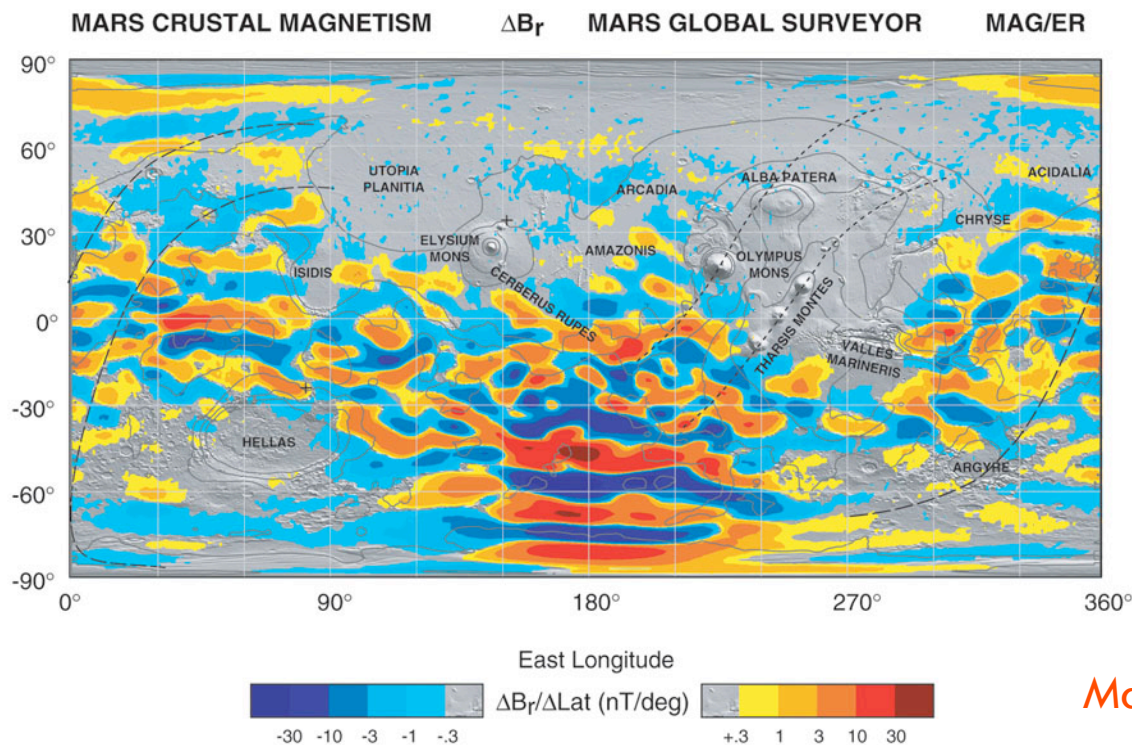 MARS CRUSTAL MAGNETISM ΔBr MARS GLOBAL SURVEYOR MAG/ER
90°
60°
30°
0°
-30°
-60°
-90°
UTOPIA
PLANITIA
ARCADIA
ALBA PATERA
ACIDALIA
CHRYSE
ELYSIUM
MONS
AMAZONIS
OLYMPUS
MONS
ISIDIS
CERBERUS RUPES
THARSIS MONTES
VALLES
MARINERIS
HELLAS
ARGYRE
0° 90° 180° 270° 360°
East Longitude
ΔBr/ΔLat (nT/deg)
-30 -10 -3 -1 -.3
+.3 1 3 10 30